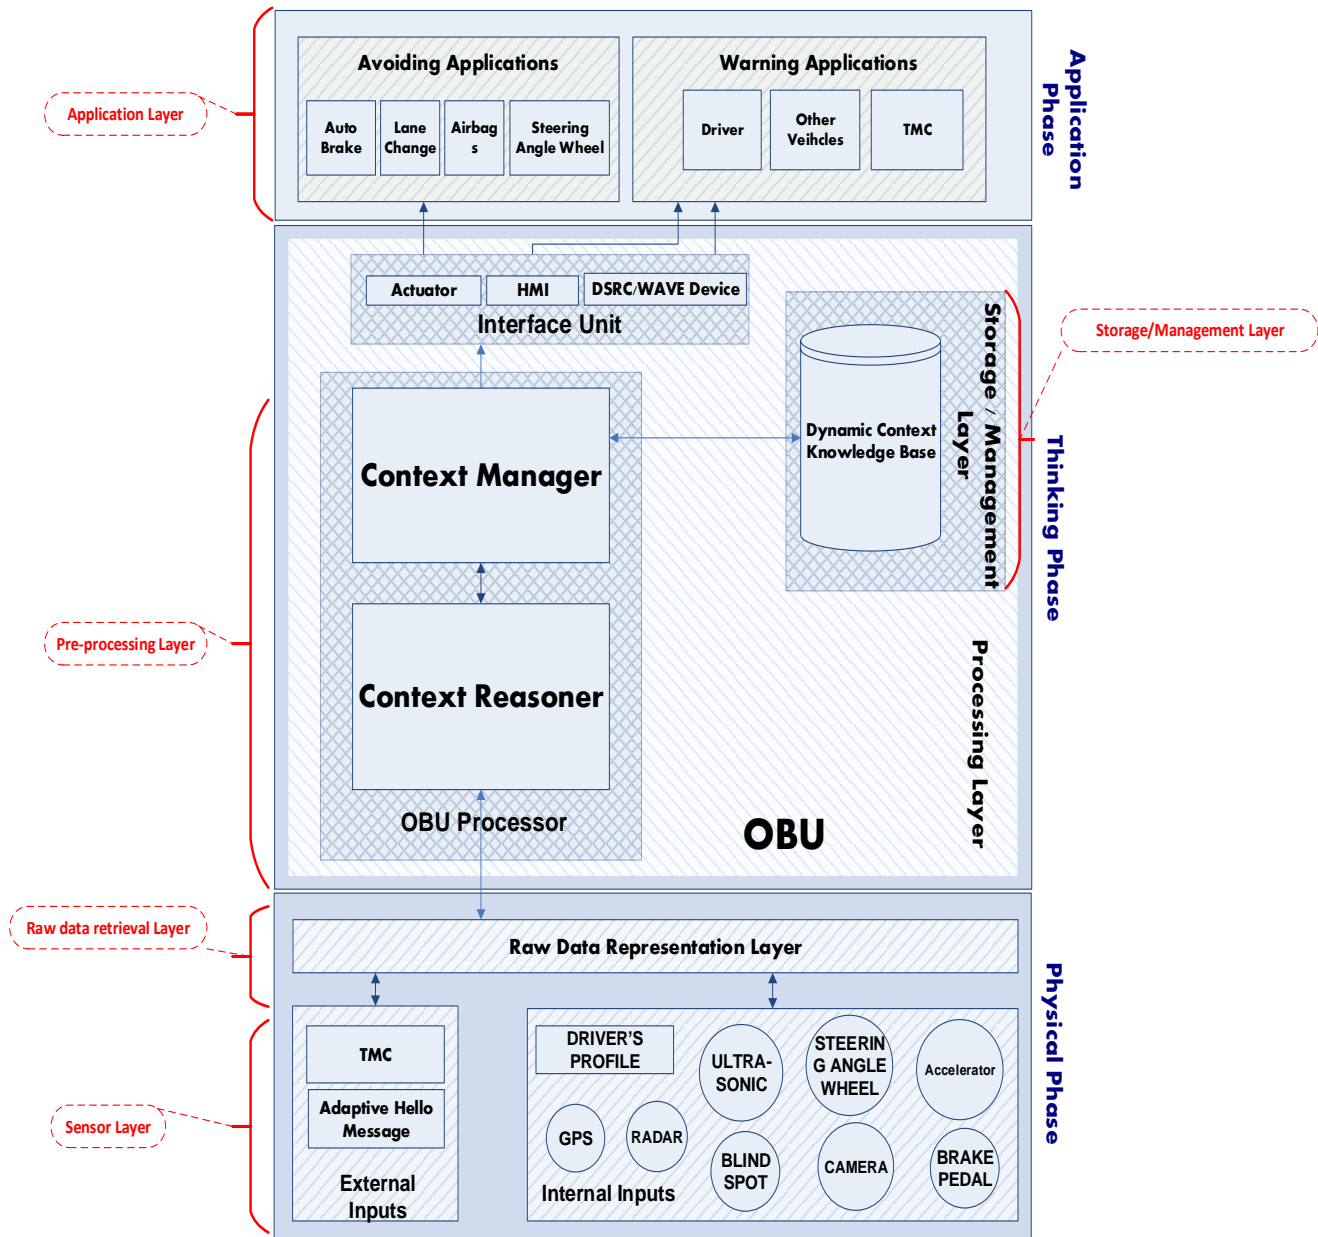 Application Layer
Avoiding Applications
Auto
Brake
Lane
Change
Airbag
s
Steering
Angle Wheel
Warning Applications
Driver
Other
Veihcles
TMC
Application
Phase
Actuator
HMI
DSRC/WAVE Device
Interface Unit
Storage / Management
Layer
Dynamic Context
Knowledge Base
Storage/Management Layer
Context Manager
Thinking Phase
Pre-processing Layer
Context Reasoner
Processing Layer
OBU Processor
OBU
Raw data retrieval Layer
Raw Data Representation Layer
Physical Phase
Sensor Layer
TMC
Adaptive Hello
Message
External
Inputs
DRIVER'S
PROFILE
ULTRA-
SONIC
STEERIN
G ANGLE
WHEEL
Accelerator
GPS
RADAR
BLIND
SPOT
CAMERA
BRAKE
PEDAL
Internal Inputs